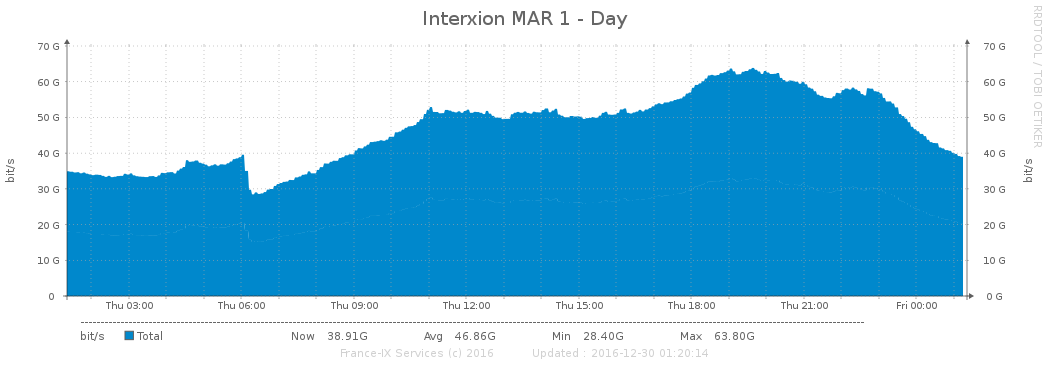 Interxion MAR 1 - Day
RRDTOOL / TOBI OETIKER
70 G 70 G
60 G 60 G
50 G 50 G
40 G 40 G
30 G 30 G
20 G 20 G
10 G 10 G
0 0 G
bit/s bit/s
Thu 03:00 Thu 06:00 Thu 09:00 Thu 12:00 Thu 15:00 Thu 18:00 Thu 21:00 Fri 00:00
bit/s Total Now 38.91G Avg 46.86G Min 28.40G Max 63.80G
France-IX Services (c) 2016 Updated : 2016-12-30 01:20:14